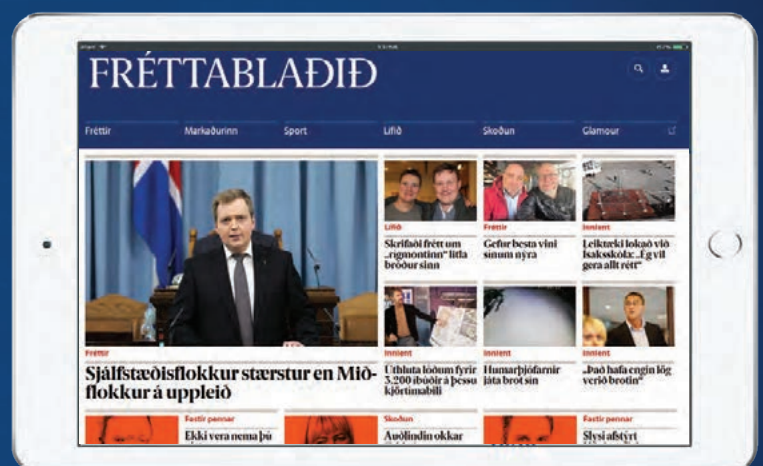 FRÉTTABLAÐIÐ
Fréttir
Markaðurinn
Sport
Lífið
Skoðun
Glamour
Fréttir
Sjálfstæðisflokkur stærstur en Mið-
flokkur á uppleið
Lífið
Skrifaði frétt um
„rígmontinn“ litla
bróður sinn
Fréttir
Gefur besta vini
sínum nýra
Innlent
Leiktæki lokað við
Ísaksskóla: „Ég vil
gera allt rétt“
Innlent
Úthluta lóðum fyrir
3.200 íbúðir á þessu
kjörtímabili
Innlent
Humarþjófarnir
játa brot sín
Innlent
„Það hafa engin lög
verið brotin“
Fastir pennar
Ekki vera nema þú
Skoðun
Auðlindin okkar
Fastir pennar
Slysi afstýrt